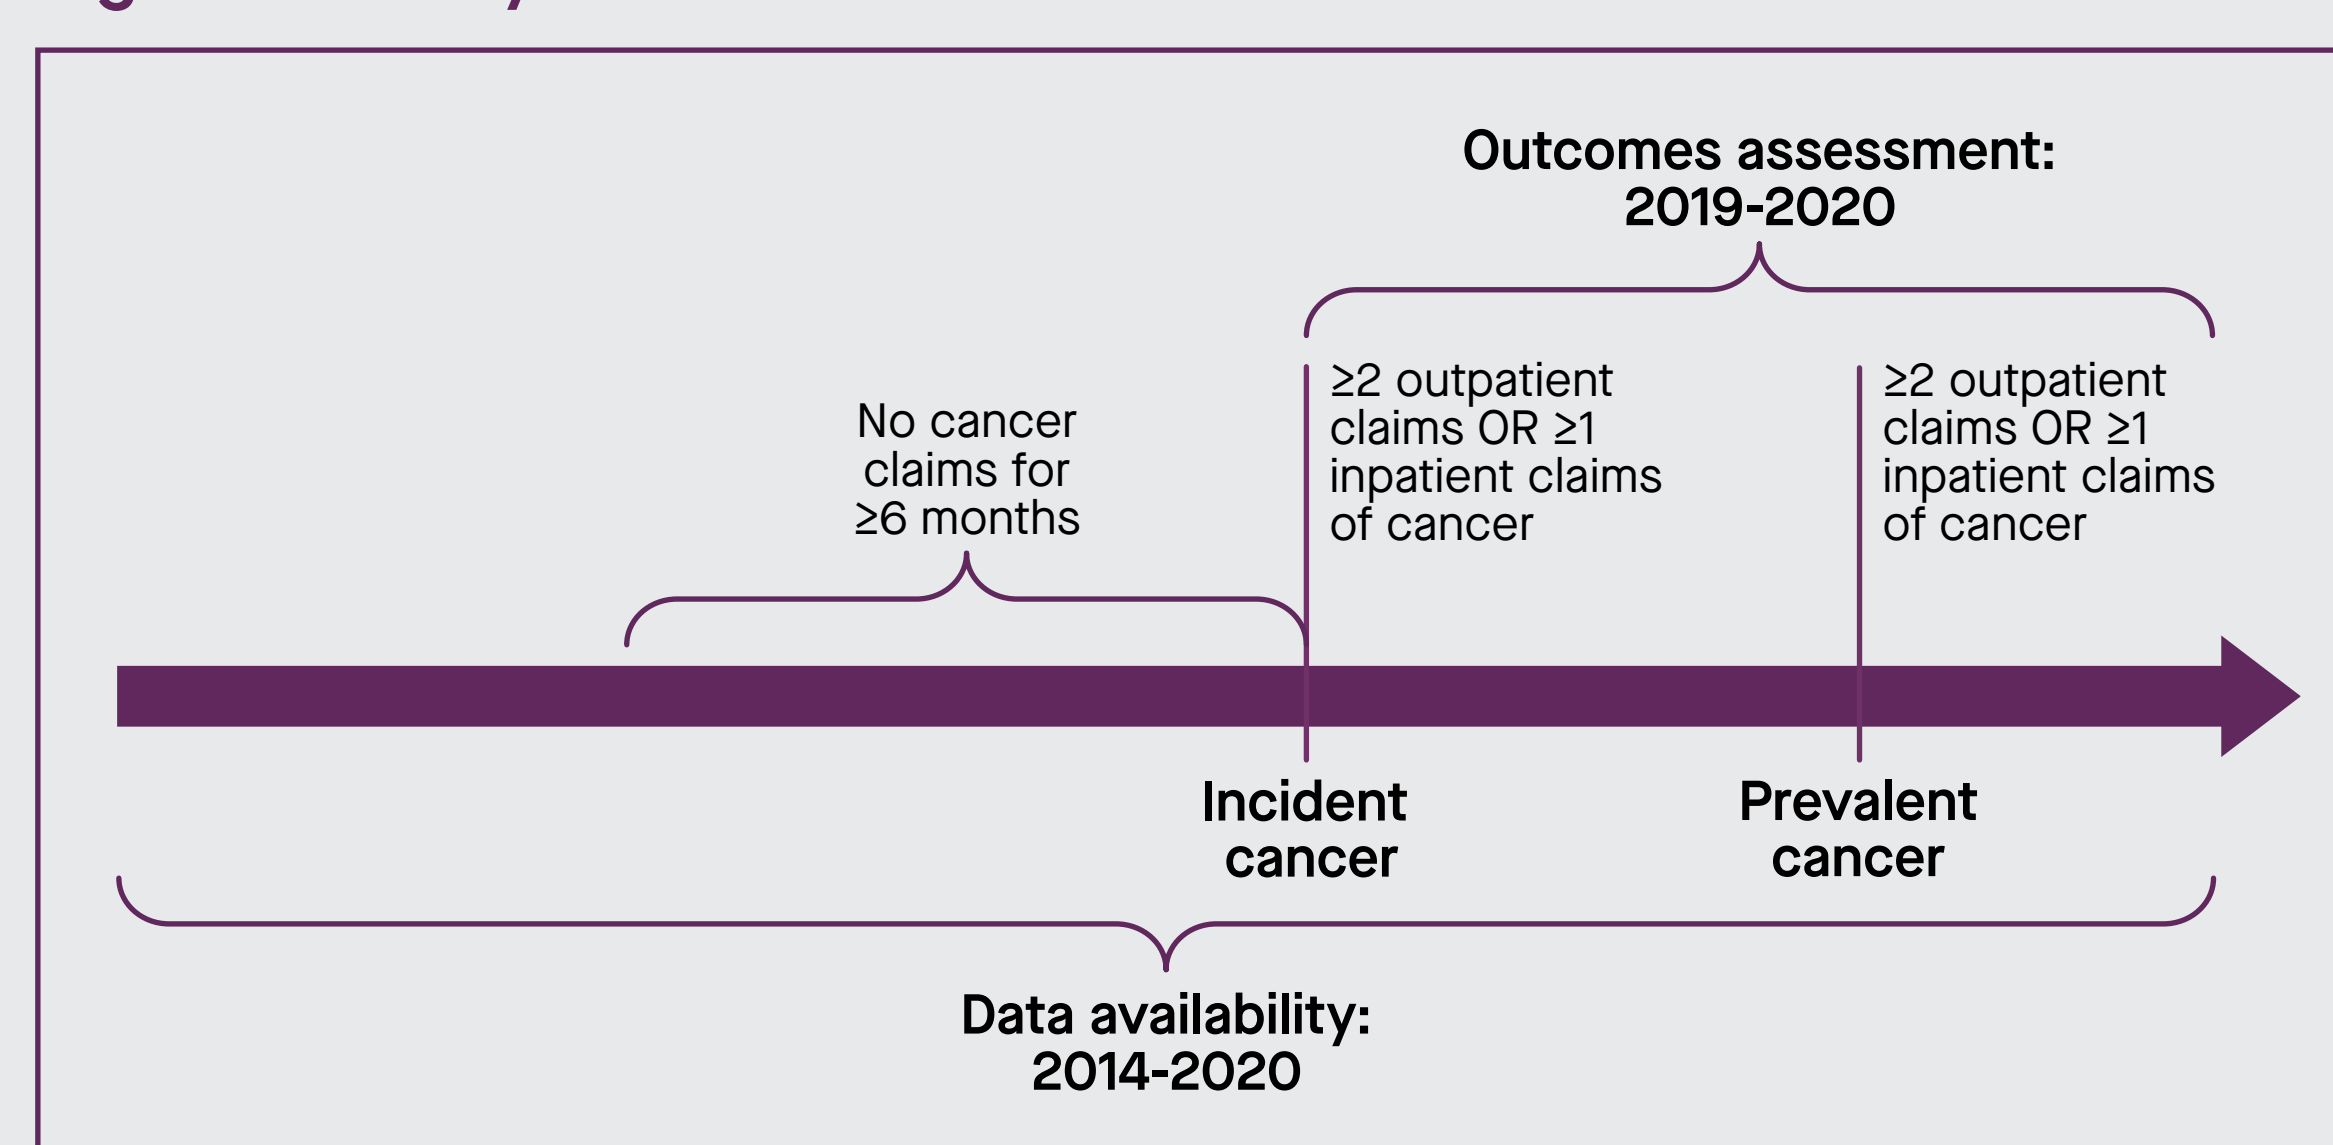 Outcomes assessment:
2019-2020
No cancer
claims for
≥6 months
≥2 outpatient
claims OR ≥1
inpatient claims
of cancer
≥2 outpatient
claims OR ≥1
inpatient claims
of cancer
Incident
cancer
Prevalent
cancer
Data availability:
2014-2020